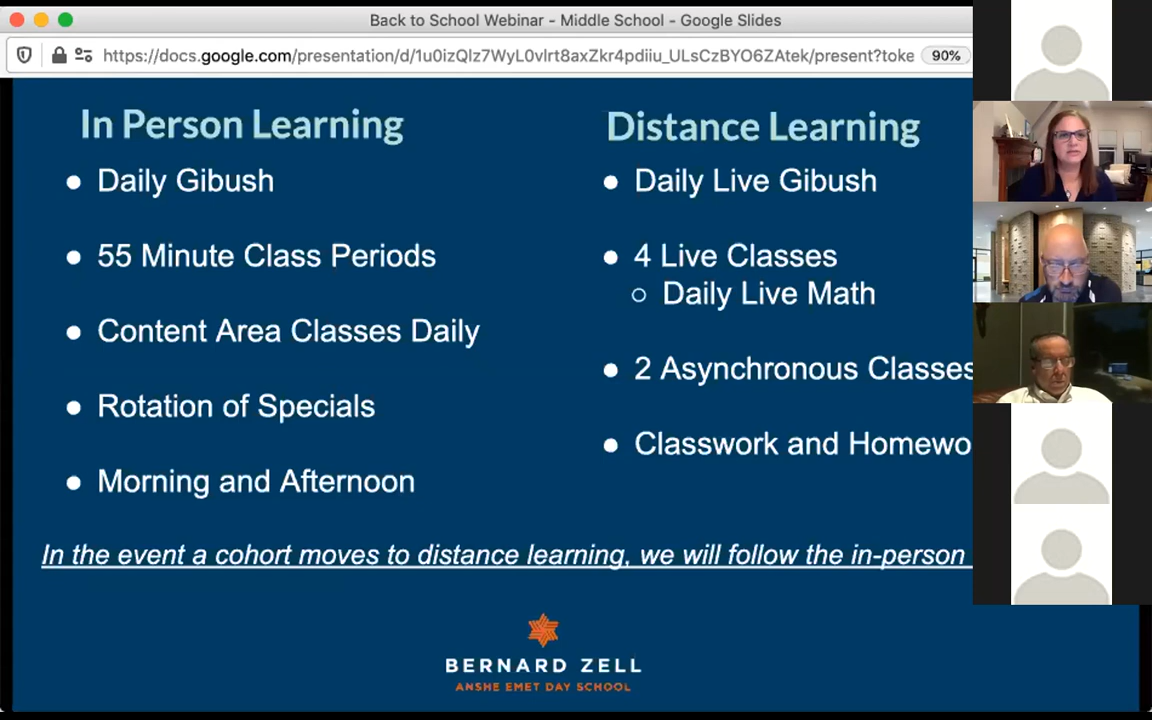 Back to School Webinar - Middle School - Google Slides
https://docs.google.com/presentation/d/1u0izQlz7WyL0vlrt8axZkr4pdiiu_ULsCzBYO6ZAtek/present?toke
90%
In Person Learning
Daily Gibush
55 Minute Class Periods
Content Area Classes Daily
Rotation of Specials
Morning and Afternoon
Distance Learning
Daily Live Gibush
4 Live Classes
Daily Live Math
2 Asynchronous Classes
Classwork and Homewo
In the event a cohort moves to distance learning, we will follow the in-person
BERNARD ZELL
ANSHE EMET DAY SCHOOL